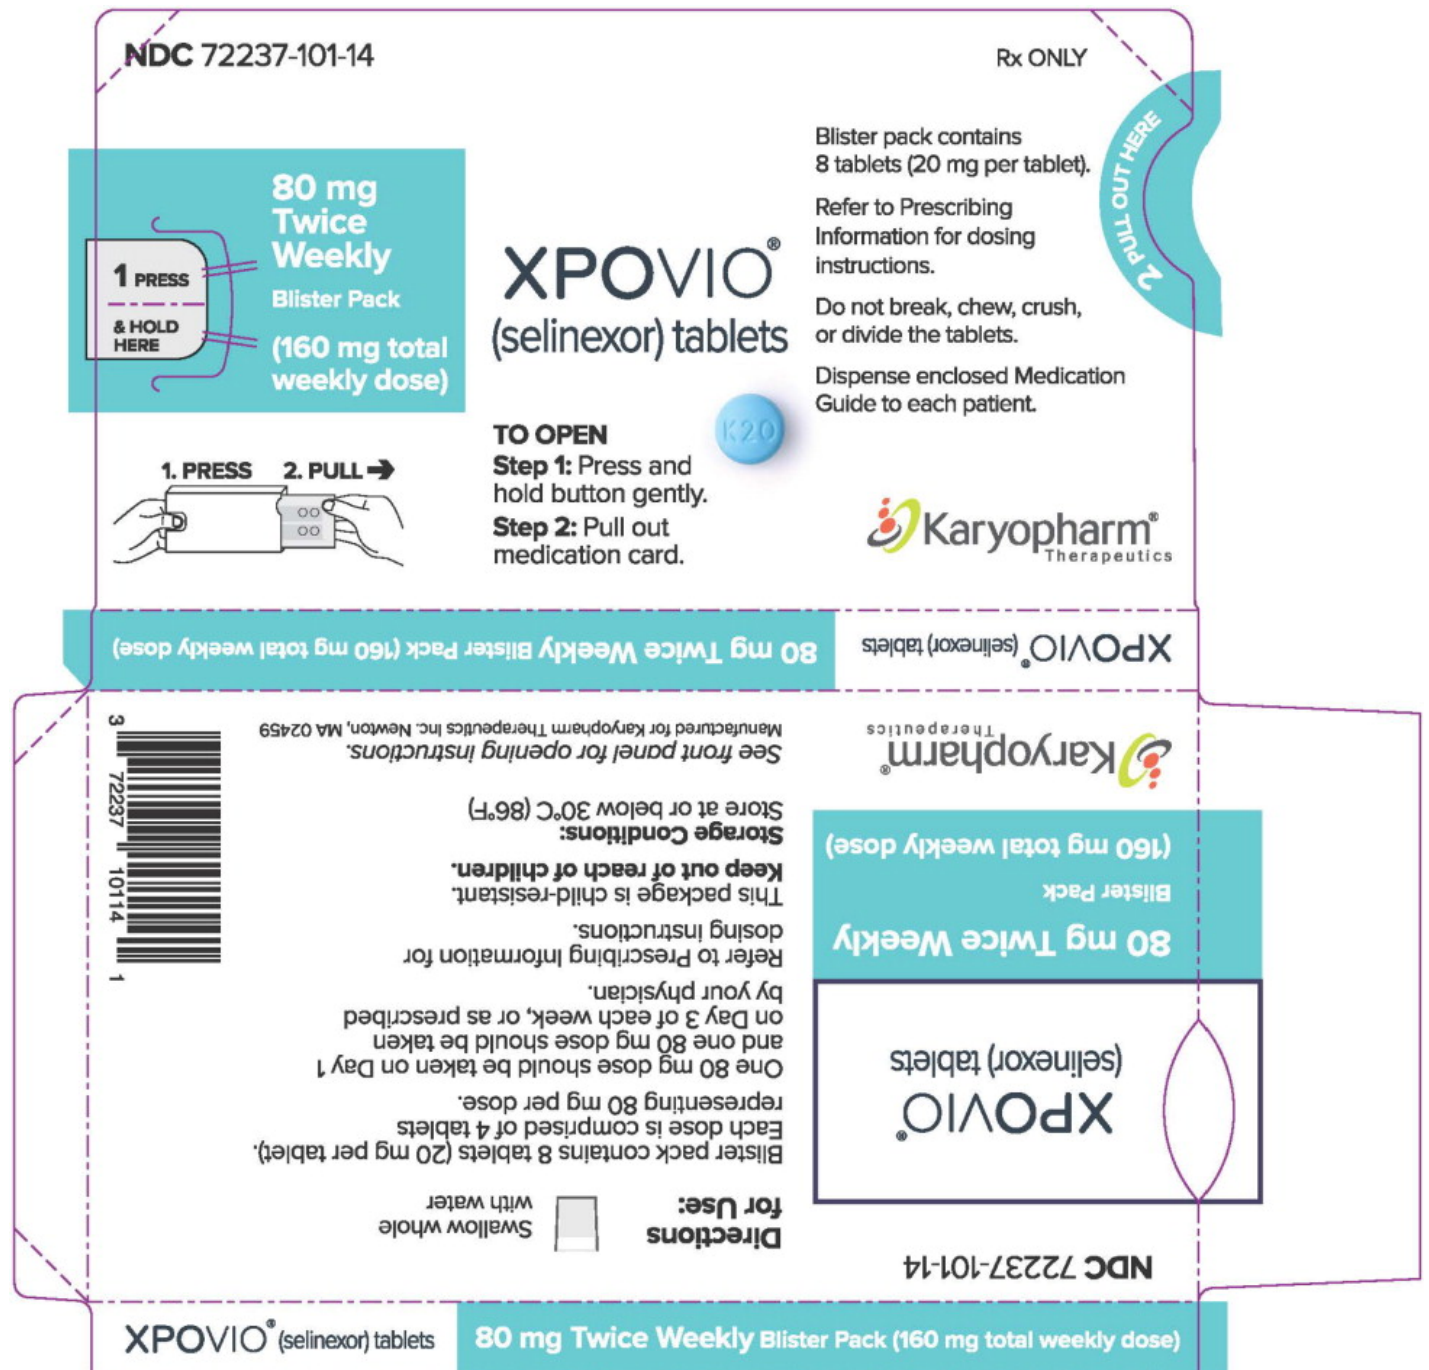 NDC 72237-101-14
Rx ONLY
80 mg
Twice
Weekly
Blister Pack
(160 mg total
weekly dose)
1 PRESS
& HOLD
HERE
XPOVIO®
(selinexor) tablets
K20
Blister pack contains
8 tablets (20 mg per tablet).
Refer to Prescribing
Information for dosing
instructions.
Do not break, chew, crush,
or divide the tablets.
Dispense enclosed Medication
Guide to each patient.
2 PULL OUT HERE
1. PRESS 2. PULL
TO OPEN
Step 1: Press and
hold button gently.
Step 2: Pull out
medication card.
Karyopharm®
Therapeutics
XPOVIO® (selinexor) tablets
80 mg Twice Weekly Blister Pack (160 mg total weekly dose)
NDC 72237-101-14
XPOVIO®
(selinexor) tablets
80 mg Twice Weekly
Blister Pack
(160 mg total weekly dose)
Karyopharm®
Therapeutics
Directions
for Use:
Swallow whole
with water
Blister pack contains 8 tablets (20 mg per tablet).
Each dose is comprised of 4 tablets
representing 80 mg per dose.
One 80 mg dose should be taken on Day 1
and one 80 mg dose should be taken
on Day 3 of each week, or as prescribed
by your physician.
Refer to Prescribing Information for
dosing instructions.
This package is child-resistant.
Keep out of reach of children.
Storage Conditions:
Store at or below 30°C (86°F)
See front panel for opening instructions.
Manufactured for Karyopharm Therapeutics Inc. Newton, MA 02459
3 72237 10114 1
XPOVIO® (selinexor) tablets
80 mg Twice Weekly Blister Pack (160 mg total weekly dose)